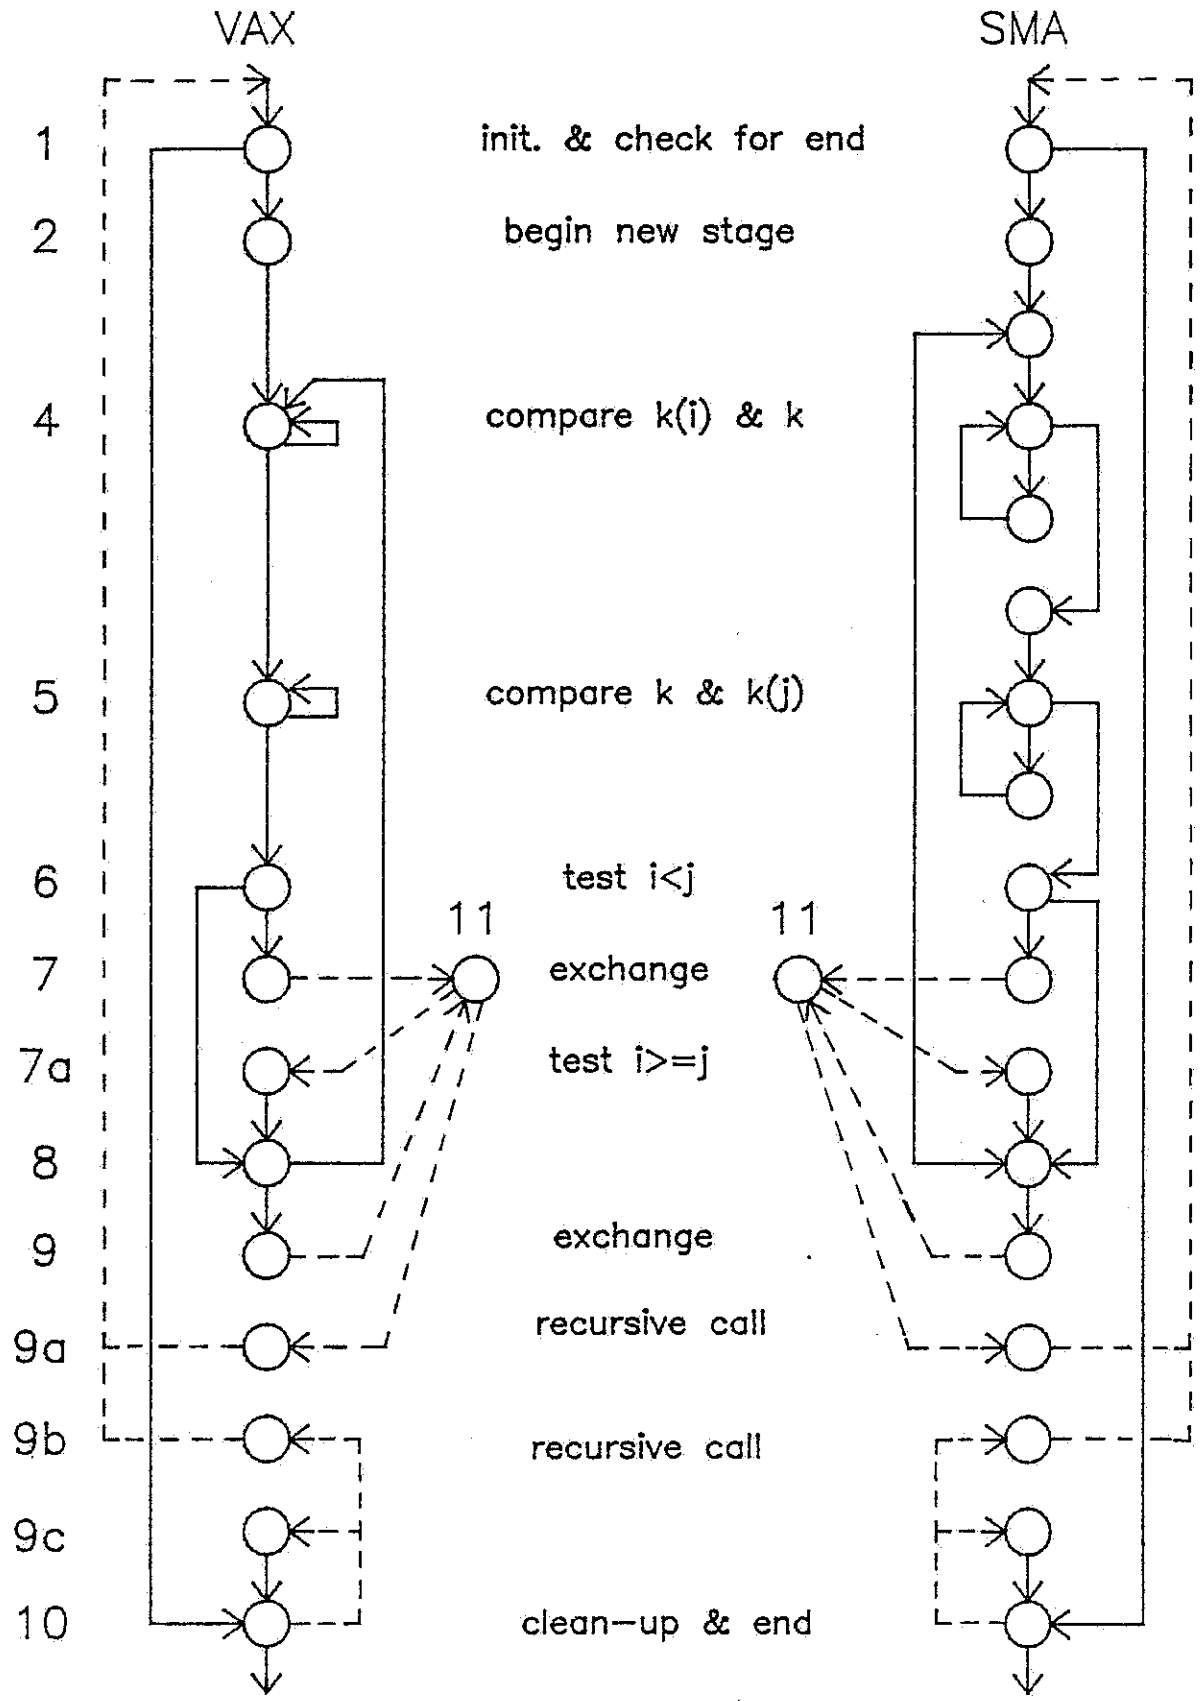 VAX SMA
1 init. & check for end
2 begin new stage
4 compare k(i) & k
5 compare k & k(j)
6 test i<j
11 11
7 exchange
7a test i>=j
8
9 exchange
9a recursive call
9b recursive call
9c
10 clean-up & end